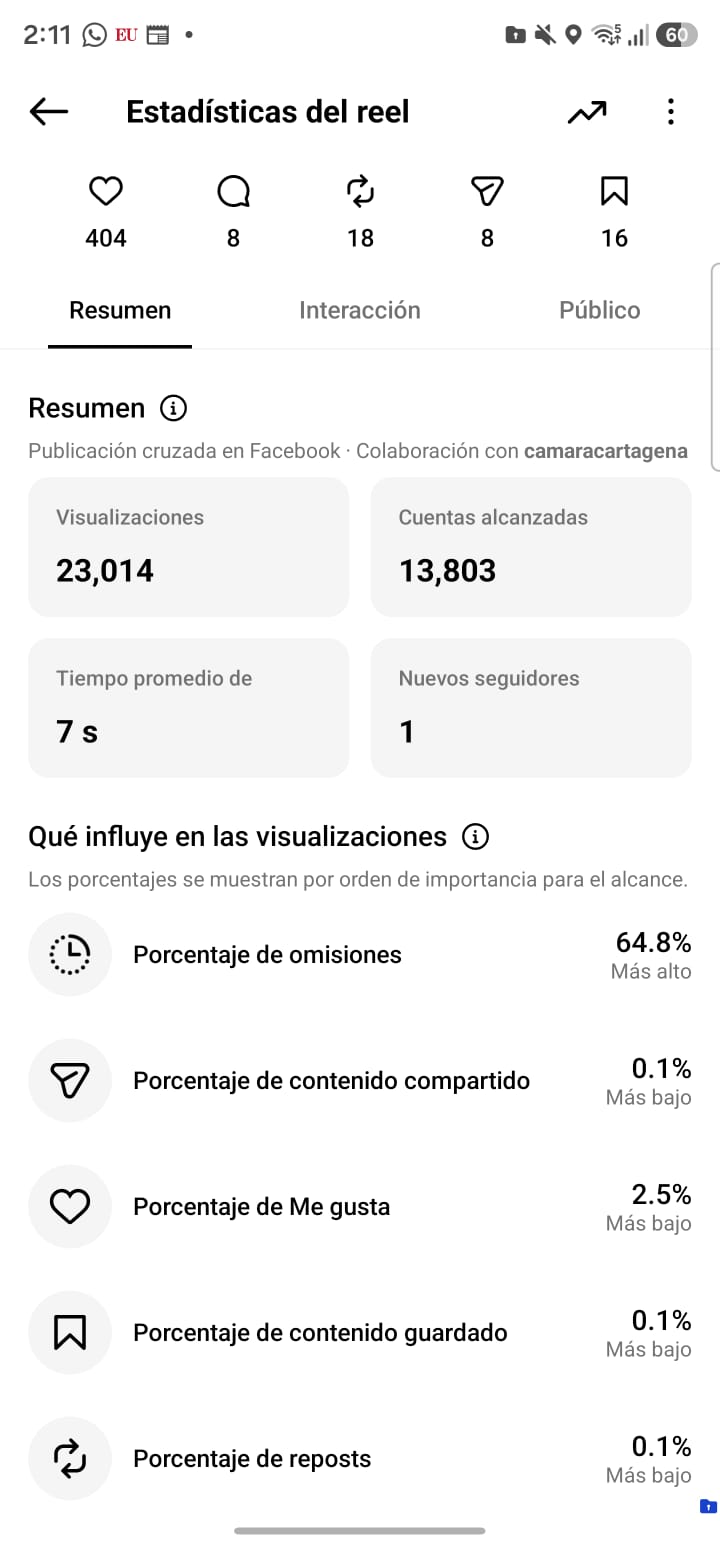 2:11 EU 5 60
Estadísticas del reel
404 8 18 8 16
Resumen Interacción Público
Resumen
Publicación cruzada en Facebook · Colaboración con camaracartagena
Visualizaciones Cuentas alcanzadas
23,014 13,803
Tiempo promedio de Nuevos seguidores
7 s 1
Qué influye en las visualizaciones
Los porcentajes se muestran por orden de importancia para el alcance.
Porcentaje de omisiones 64.8%
Más alto
Porcentaje de contenido compartido 0.1%
Más bajo
Porcentaje de Me gusta 2.5%
Más bajo
Porcentaje de contenido guardado 0.1%
Más bajo
Porcentaje de reposts 0.1%
Más bajo